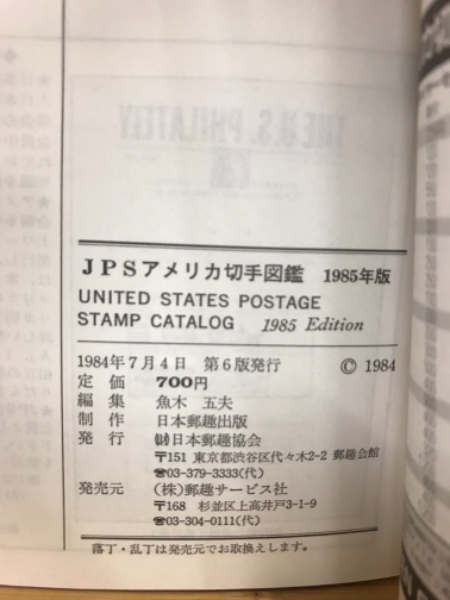 JPSアメリカ切手図鑑 1985年版
UNITED STATES POSTAGE
STAMP CATALOG 1985 Edition
1984年7月4日 第6版発行 © 1984
定価 700円
編集 魚木五夫
制作 日本郵趣出版
発行 ㈶日本郵趣協会
〒151 東京都渋谷区代々木2-2 郵趣会館
☎03-379-3333(代)
発売元 (株)郵趣サービス社
〒168 杉並区上高井戸3-1-9
☎03-304-0111(代)
落丁・乱丁は発売元でお取換えします。